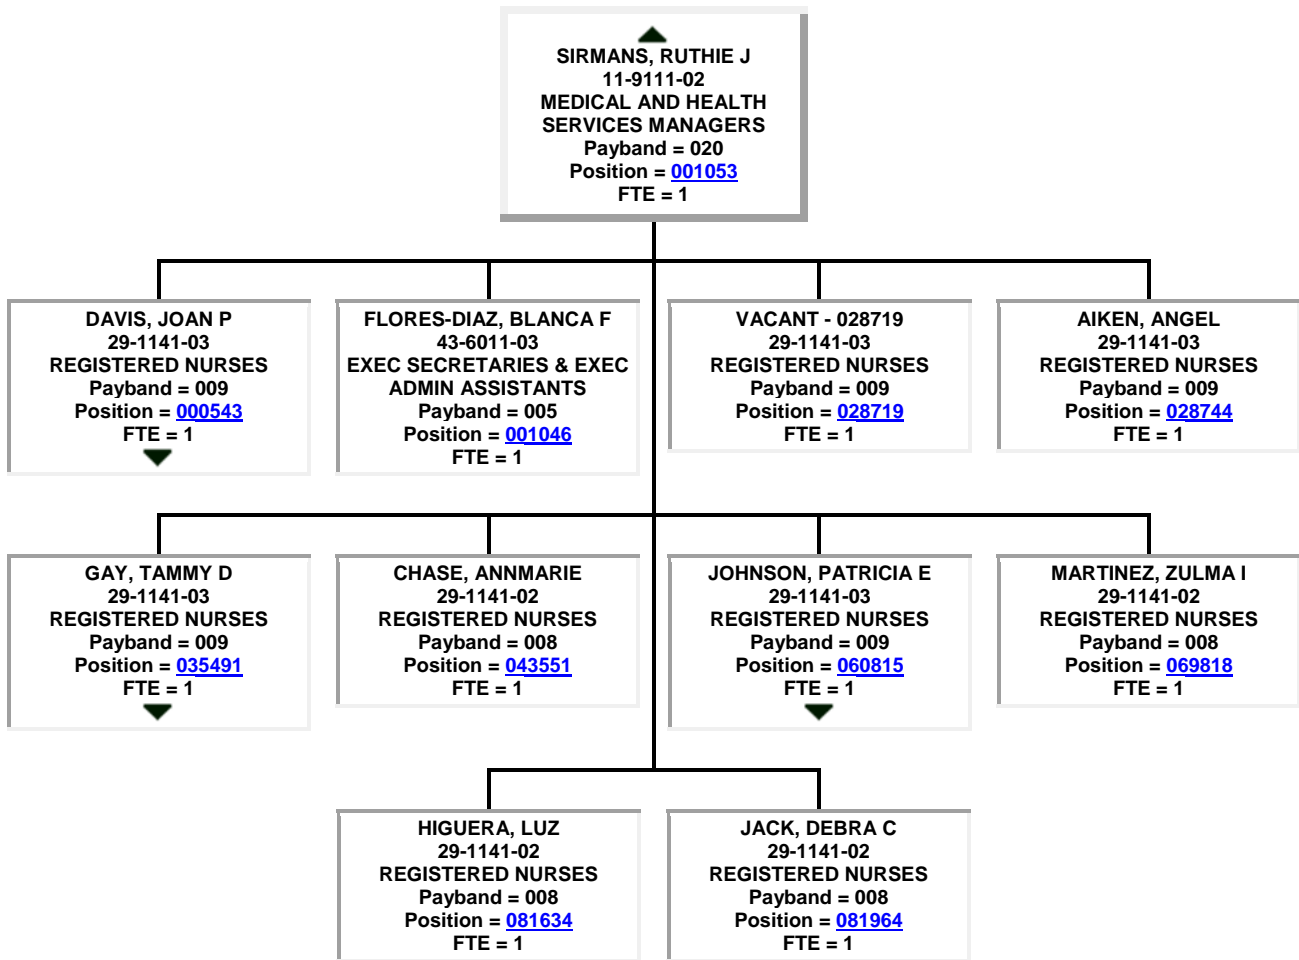 SIRMANS, RUTHIE J
11-9111-02
MEDICAL AND HEALTH
SERVICES MANAGERS
Payband = 020
Position = 001053
FTE = 1
DAVIS, JOAN P
29-1141-03
REGISTERED NURSES
Payband = 009
Position = 000543
FTE = 1
FLORES-DIAZ, BLANCA F
43-6011-03
EXEC SECRETARIES & EXEC
ADMIN ASSISTANTS
Payband = 005
Position = 001046
FTE = 1
VACANT - 028719
29-1141-03
REGISTERED NURSES
Payband = 009
Position = 028719
FTE = 1
AIKEN, ANGEL
29-1141-03
REGISTERED NURSES
Payband = 009
Position = 028744
FTE = 1
GAY, TAMMY D
29-1141-03
REGISTERED NURSES
Payband = 009
Position = 035491
FTE = 1
CHASE, ANNMARIE
29-1141-02
REGISTERED NURSES
Payband = 008
Position = 043551
FTE = 1
JOHNSON, PATRICIA E
29-1141-03
REGISTERED NURSES
Payband = 009
Position = 060815
FTE = 1
MARTINEZ, ZULMA I
29-1141-02
REGISTERED NURSES
Payband = 008
Position = 069818
FTE = 1
HIGUERA, LUZ
29-1141-02
REGISTERED NURSES
Payband = 008
Position = 081634
FTE = 1
JACK, DEBRA C
29-1141-02
REGISTERED NURSES
Payband = 008
Position = 081964
FTE = 1